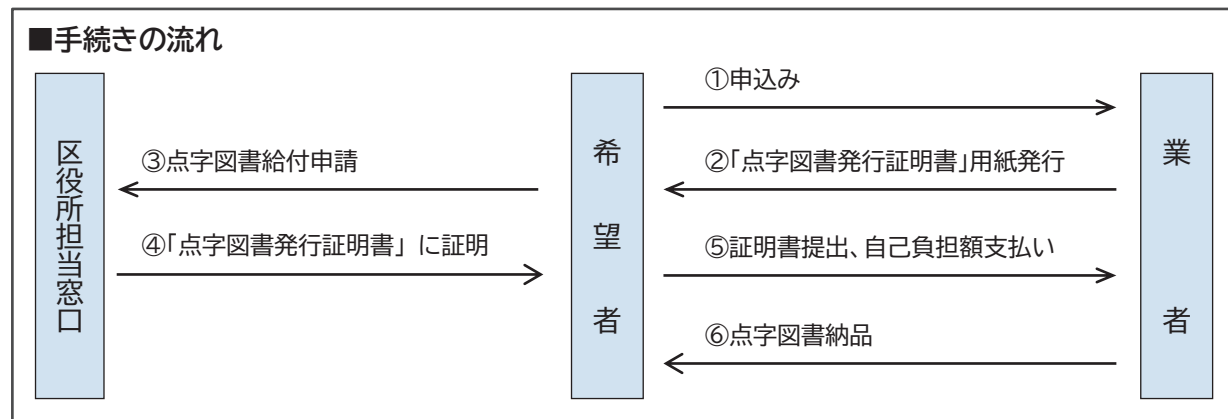 ■手続きの流れ
区役所担当窓口
希望者
業者
①申込み
②「点字図書発行証明書」用紙発行
③点字図書給付申請
④「点字図書発行証明書」に証明
⑤証明書提出、自己負担額支払い
⑥点字図書納品